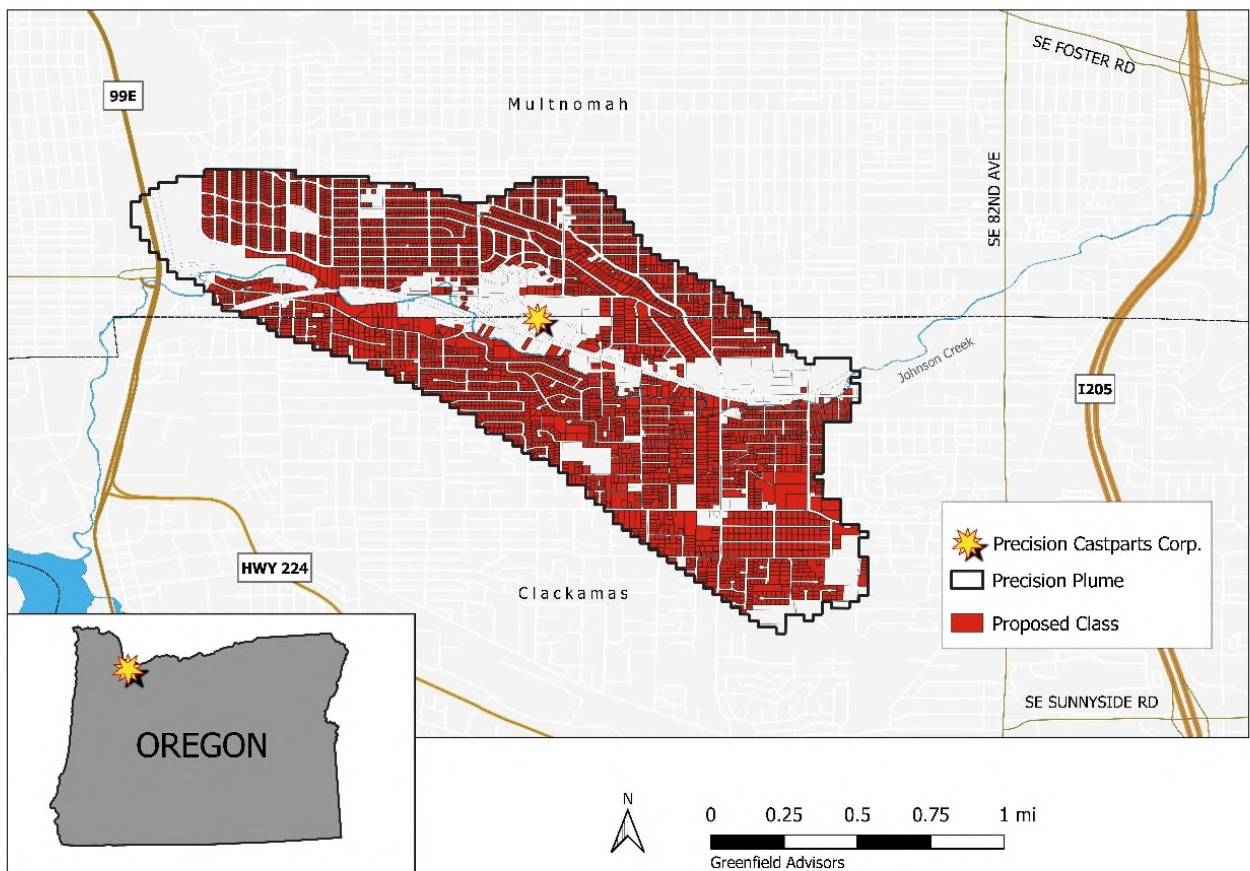 SE FOSTER RD
99E
Multnomah
SE 82ND AVE
Johnson Creek
I205
Precision Castparts Corp.
Precision Plume
Proposed Class
HWY 224
Clackamas
SE SUNNYSIDE RD
OREGON
N
0 0.25 0.5 0.75 1 mi
Greenfield Advisors